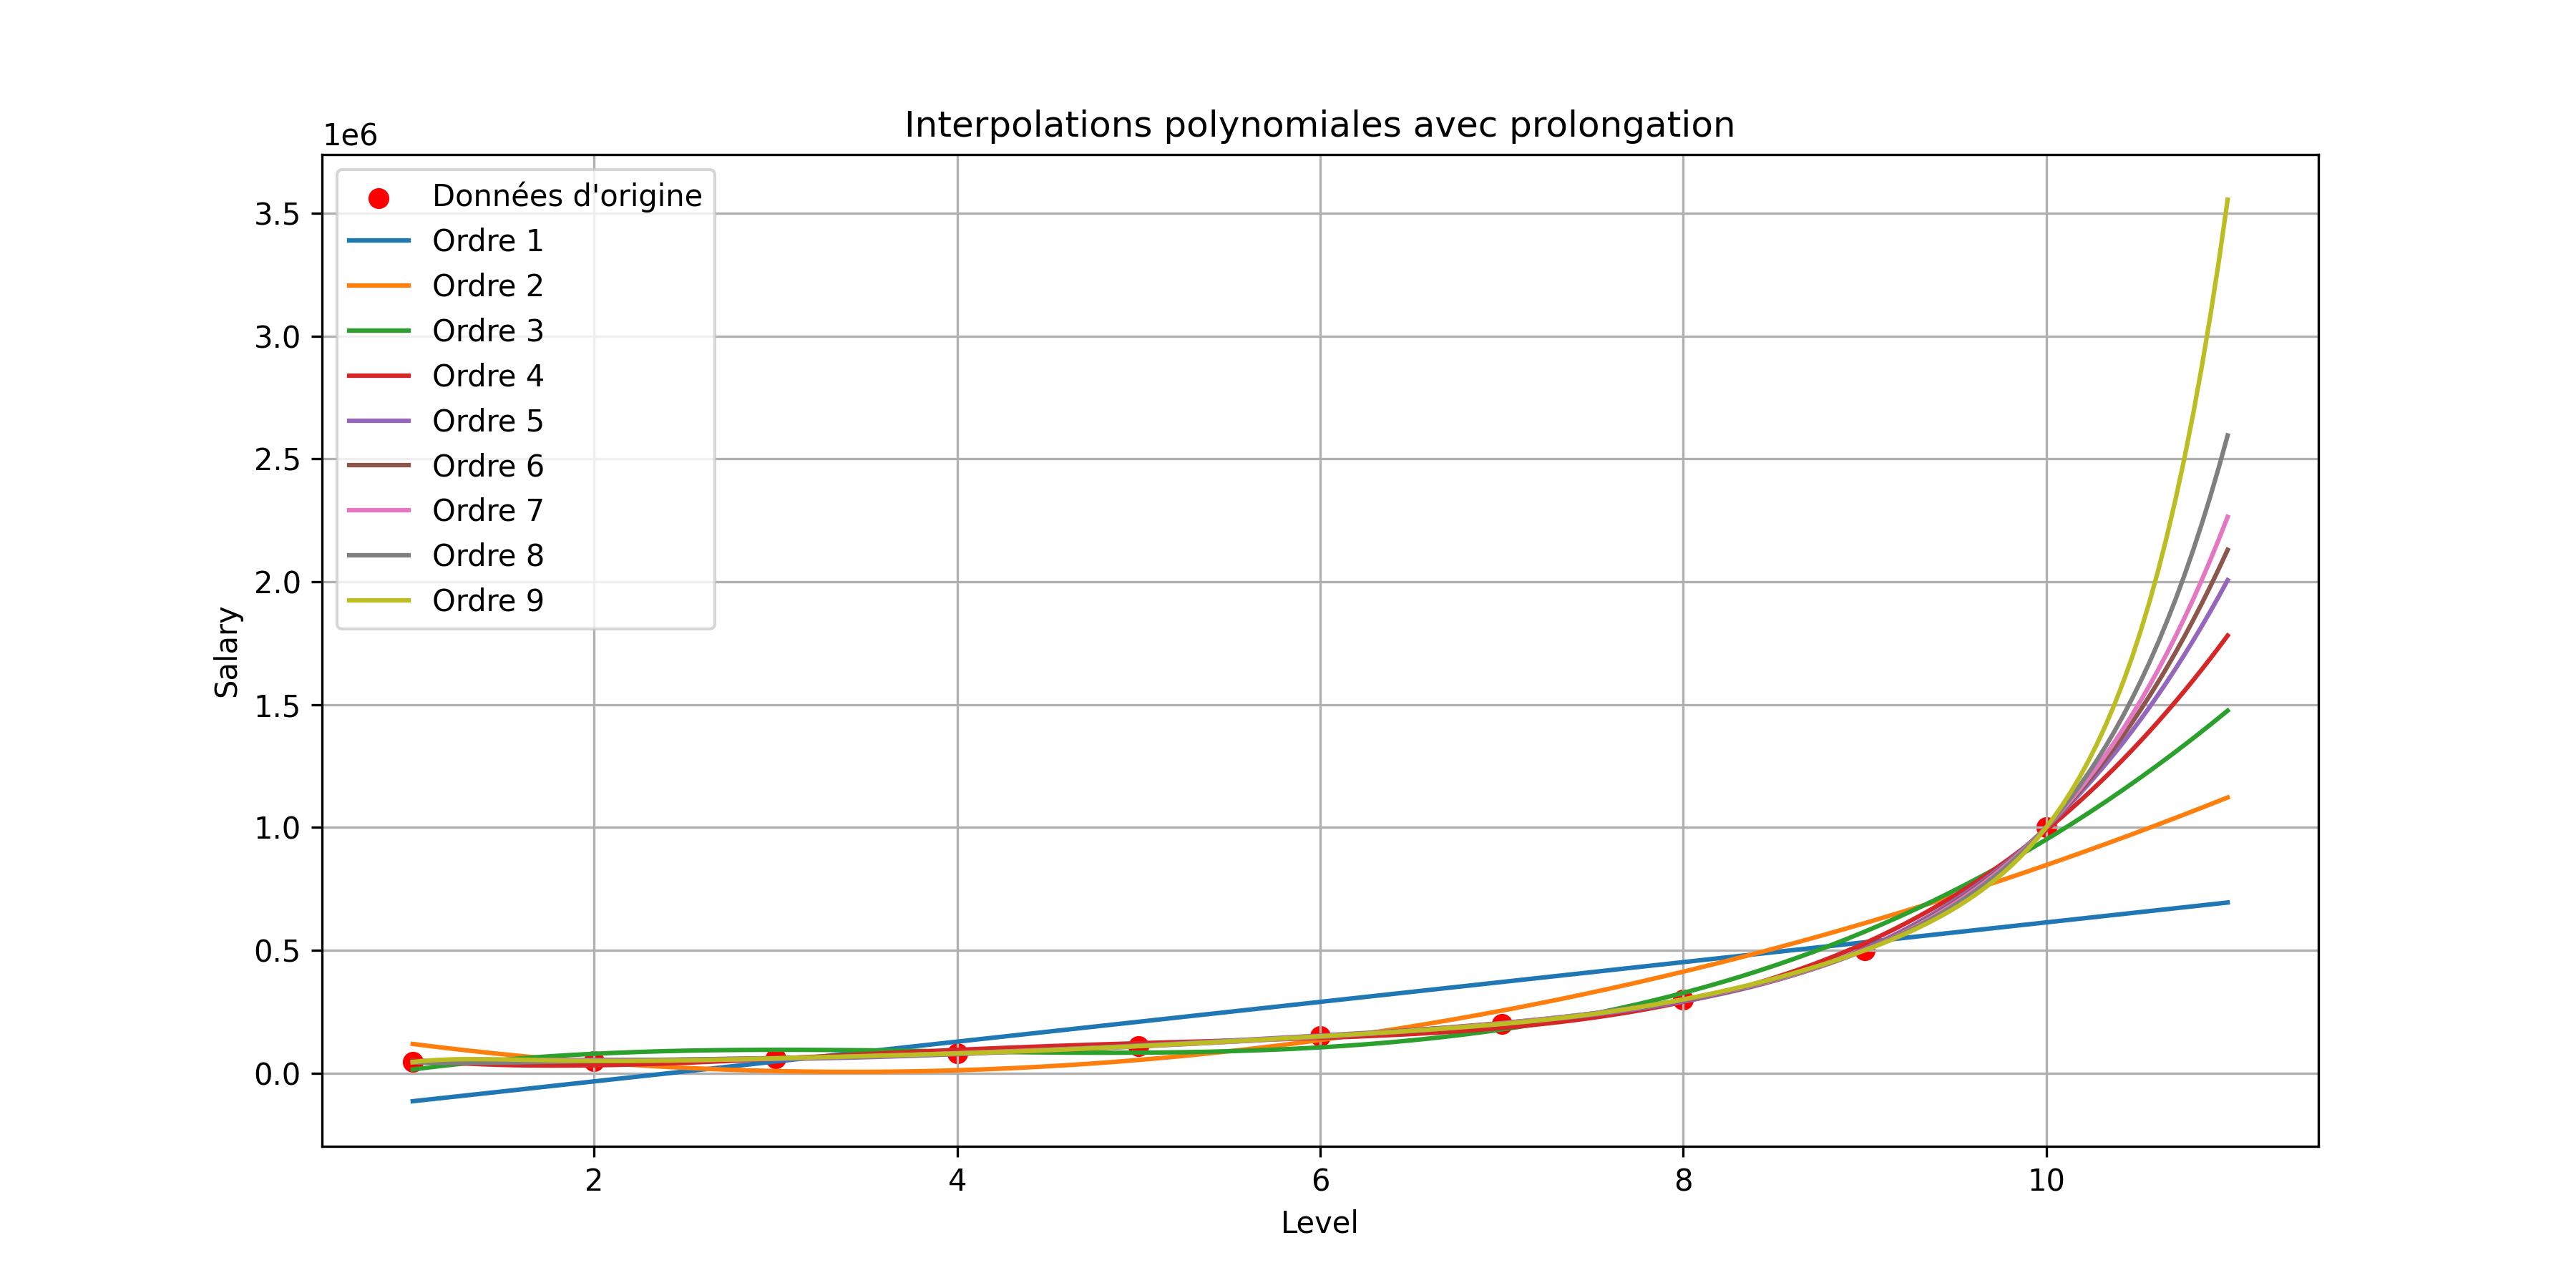 Interpolations polynomiales avec prolongation
1e6
3.5
3.0
2.5
2.0
1.5
1.0
0.5
0.0
Salary
Données d'origine
Ordre 1
Ordre 2
Ordre 3
Ordre 4
Ordre 5
Ordre 6
Ordre 7
Ordre 8
Ordre 9
2 4 6 8 10
Level